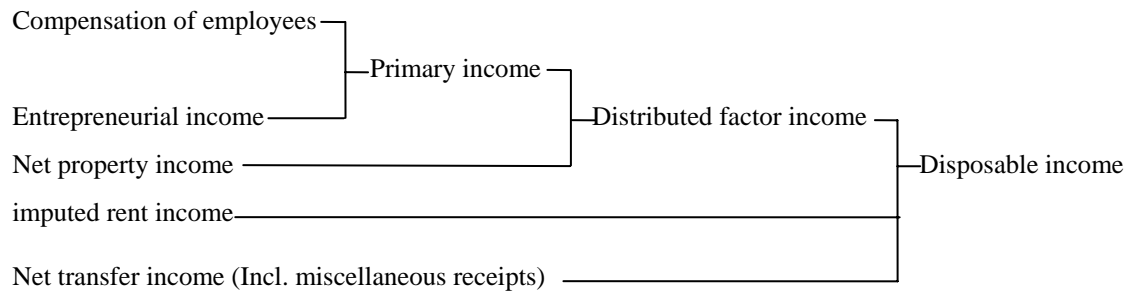 Compensation of employees
Primary income
Entrepreneurial income
Distributed factor income
Net property income
Disposable income
imputed rent income
Net transfer income (Incl. miscellaneous receipts)